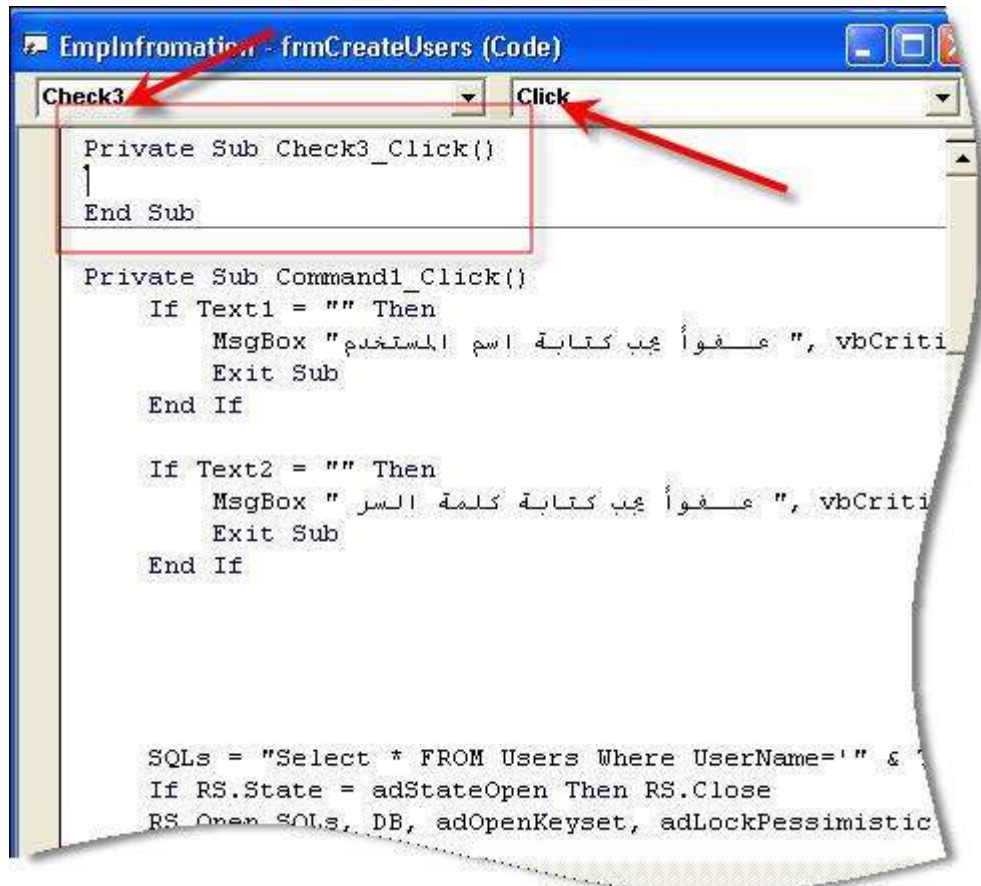 EmpInfromation - frmCreateUsers (Code)
Check3 Click
Private Sub Check3_Click()
End Sub
Private Sub Command1_Click()
If Text1 = "" Then
MsgBox "عــفوأ يجب كتابة اسم المستخدم ", vbCriti
Exit Sub
End If
If Text2 = "" Then
MsgBox " عــفوأ يجب كتابة كلمة السر ", vbCriti
Exit Sub
End If
SQLs = "Select * FROM Users Where UserName='" &
If RS.State = adStateOpen Then RS.Close
RS.Open SQLs, DB, adOpenKeyset, adLockPessimistic